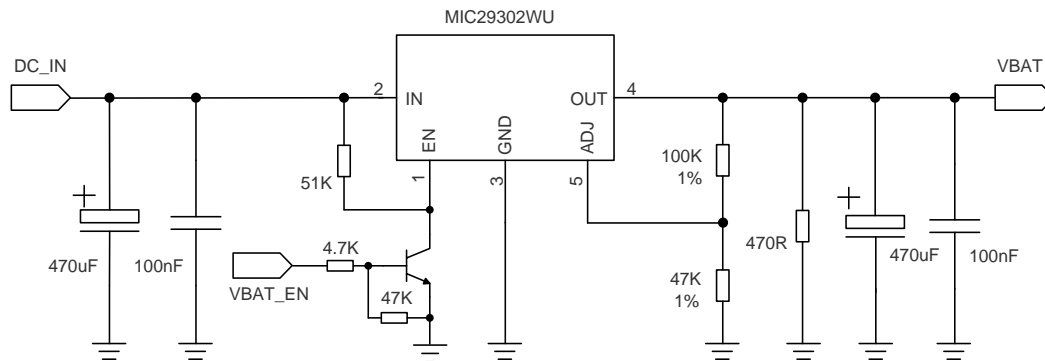 MIC29302WU
DC_IN
VBAT
2
IN
OUT
4
EN
GND
ADJ
1
3
5
51K
100K
1%
470uF
100nF
4.7K
VBAT_EN
47K
47K
1%
470R
470uF
100nF